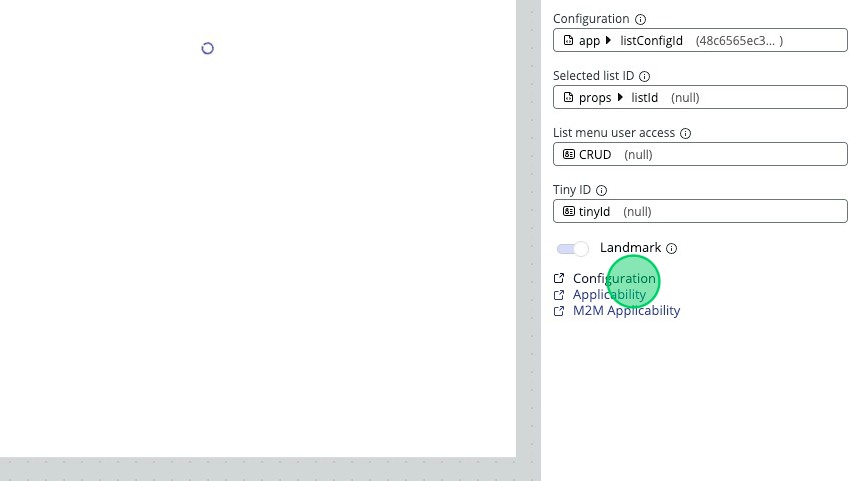 Configuration
app listConfigId (48c6565ec3... )
Selected list ID
props listId (null)
List menu user access
CRUD (null)
Tiny ID
tinyId (null)
Landmark
Configuration
Applicability
M2M Applicability